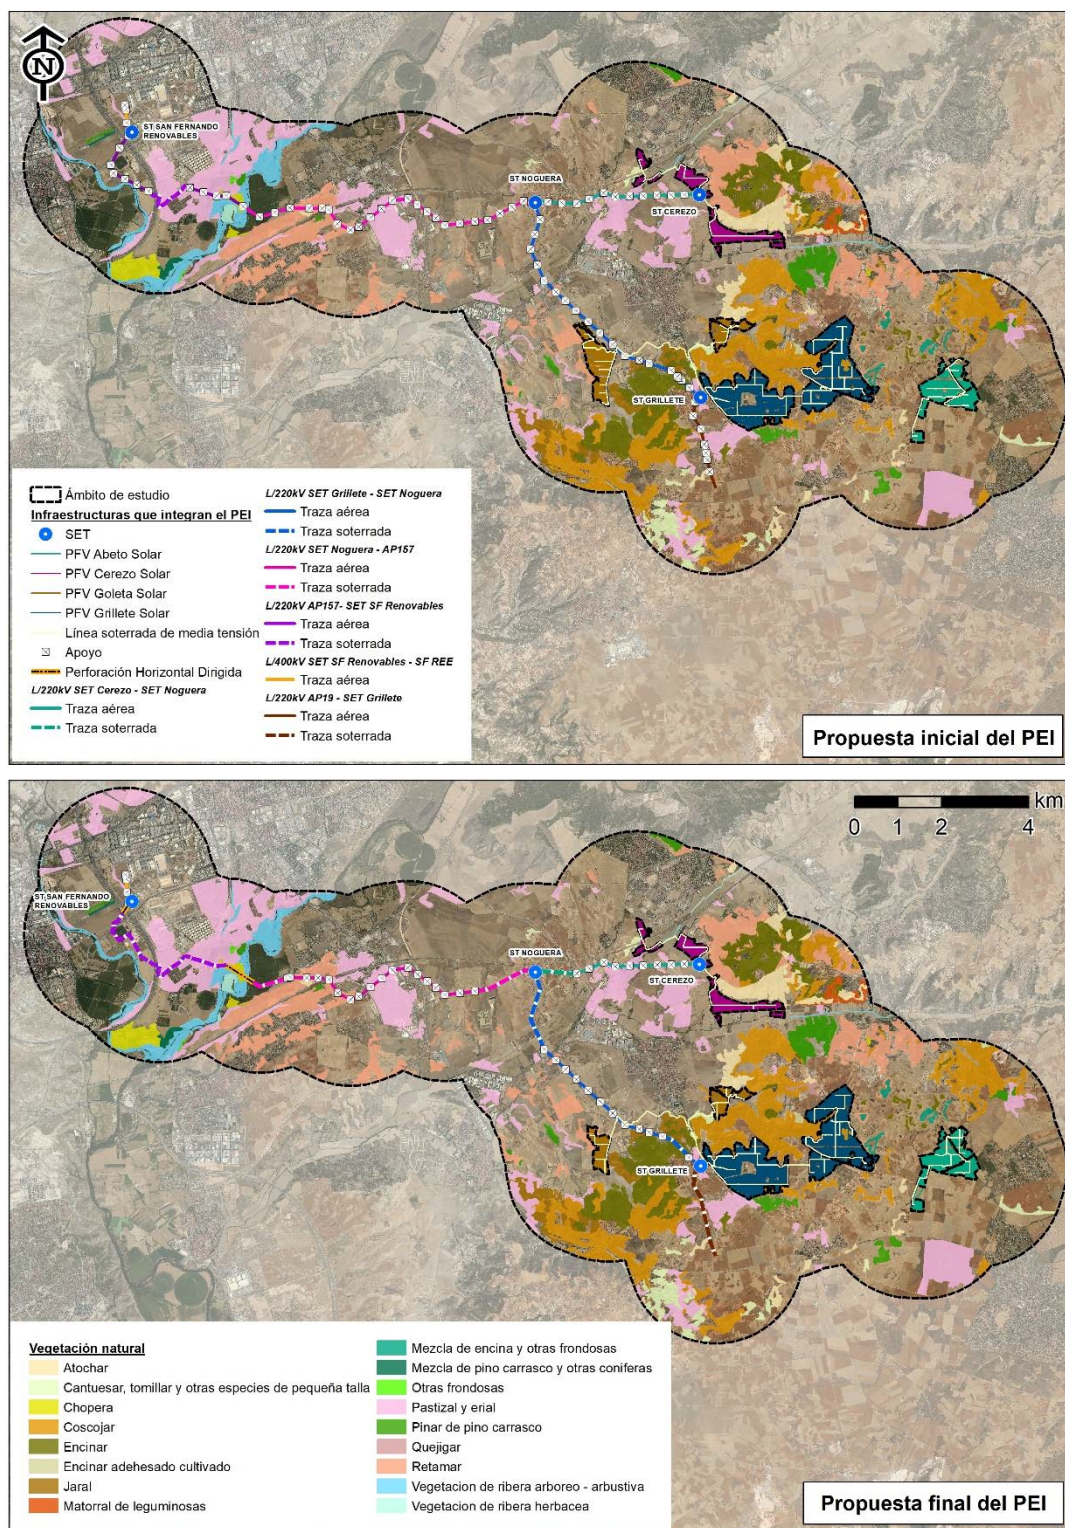 N
ST SAN FERNANDO
RENOVABLES
ST NOGUERA
ST CEREZO
ST GRILLETE
Ámbito de estudio
Infraestructuras que integran el PEI
SET
PFV Abeto Solar
PFV Cerezo Solar
PFV Goleta Solar
PFV Grillete Solar
Línea soterrada de media tensión
Apoyo
Perforación Horizontal Dirigida
L/220kV SET Cerezo - SET Noguera
Traza aérea
Traza soterrada
L/220kV SET Grillete - SET Noguera
Traza aérea
Traza soterrada
L/220kV SET Noguera - AP157
Traza aérea
Traza soterrada
L/220kV AP157- SET SF Renovables
Traza aérea
Traza soterrada
L/400kV SET SF Renovables - SF REE
Traza aérea
L/220kV AP19 - SET Grillete
Traza aérea
Traza soterrada
Propuesta inicial del PEI
km
0 1 2 4
ST SAN FERNANDO
RENOVABLES
ST NOGUERA
ST CEREZO
ST GRILLETE
Vegetación natural
Atochar
Cantuesar, tomillar y otras especies de pequeña talla
Chopera
Coscojar
Encinar
Encinar adehesado cultivado
Jaral
Matorral de leguminosas
Mezcla de encina y otras frondosas
Mezcla de pino carrasco y otras coniferas
Otras frondosas
Pastizal y erial
Pinar de pino carrasco
Quejigar
Retamar
Vegetacion de ribera arboreo - arbustiva
Vegetacion de ribera herbacea
Propuesta final del PEI